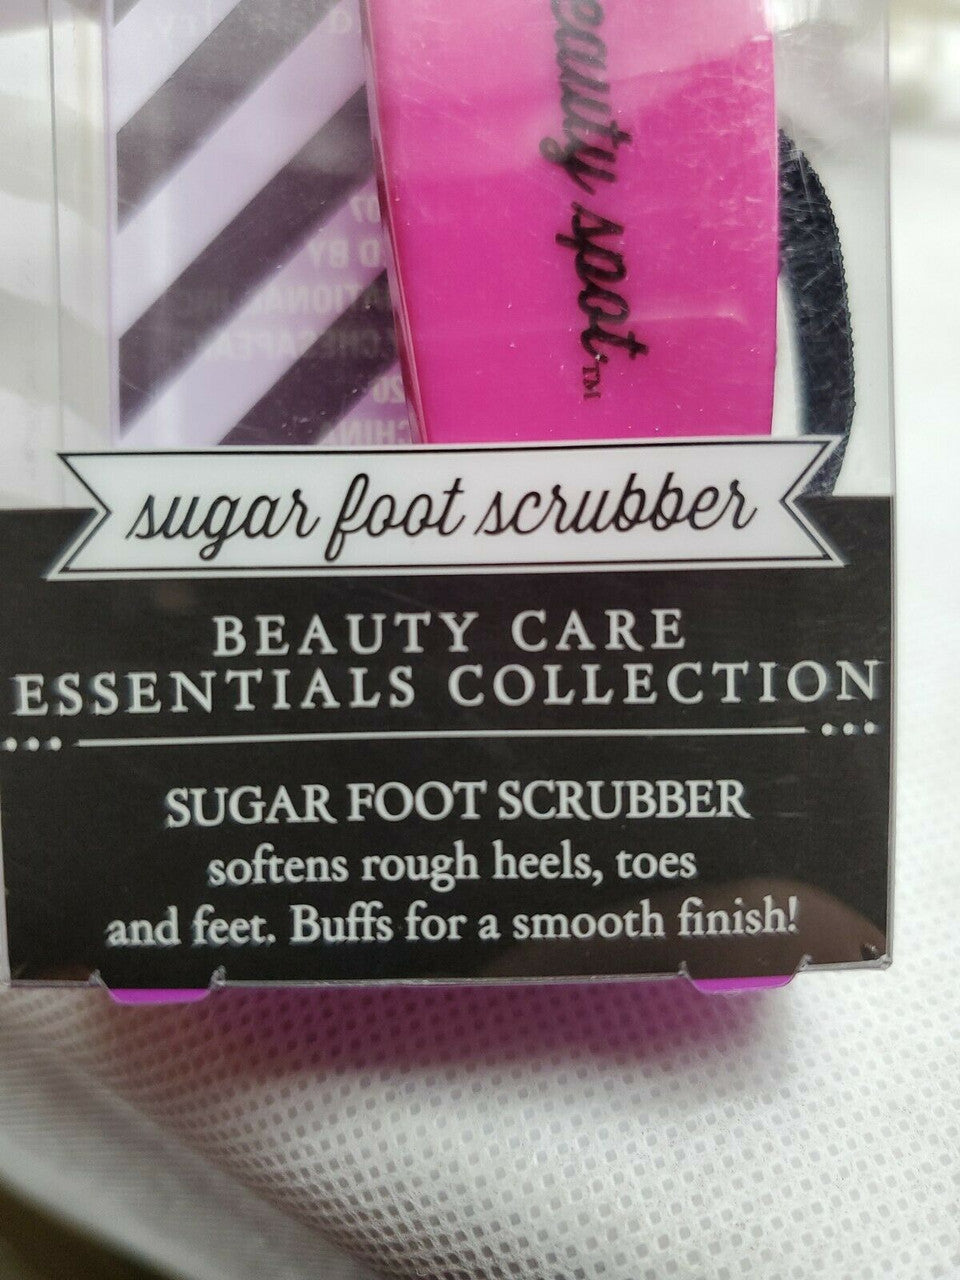 eauty spot™
sugar foot scrubber
BEAUTY CARE
ESSENTIALS COLLECTION
SUGAR FOOT SCRUBBER
softens rough heels, toes
and feet. Buffs for a smooth finish!